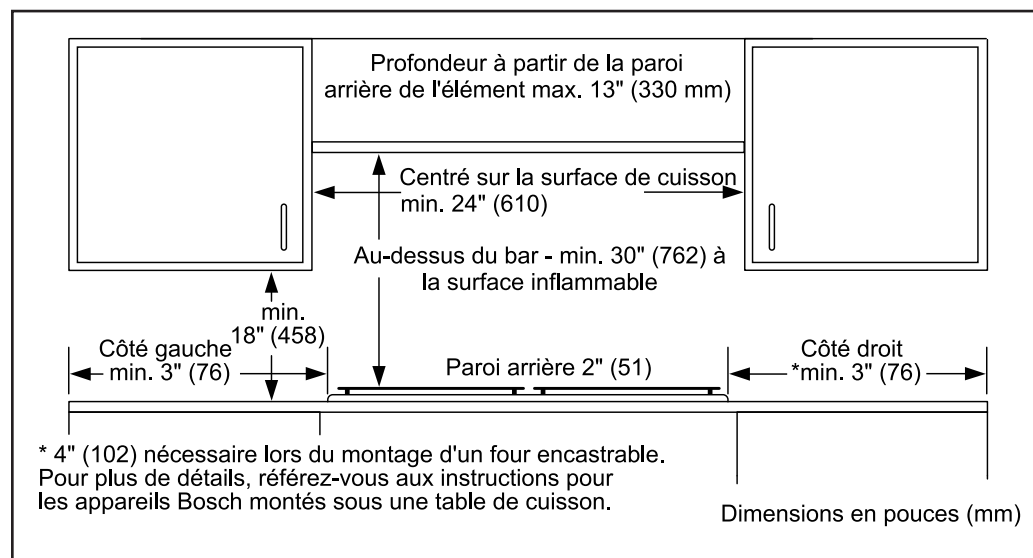 Profondeur à partir de la paroi
arrière de l'élément max. 13" (330 mm)
Centré sur la surface de cuisson
min. 24" (610)
Au-dessus du bar - min. 30" (762) à
la surface inflammable
min.
18" (458)
Côté gauche
min. 3" (76)
Paroi arrière 2" (51)
Côté droit
*min. 3" (76)
* 4" (102) nécessaire lors du montage d'un four encastrable.
Pour plus de détails, référez-vous aux instructions pour
les appareils Bosch montés sous une table de cuisson.
Dimensions en pouces (mm)